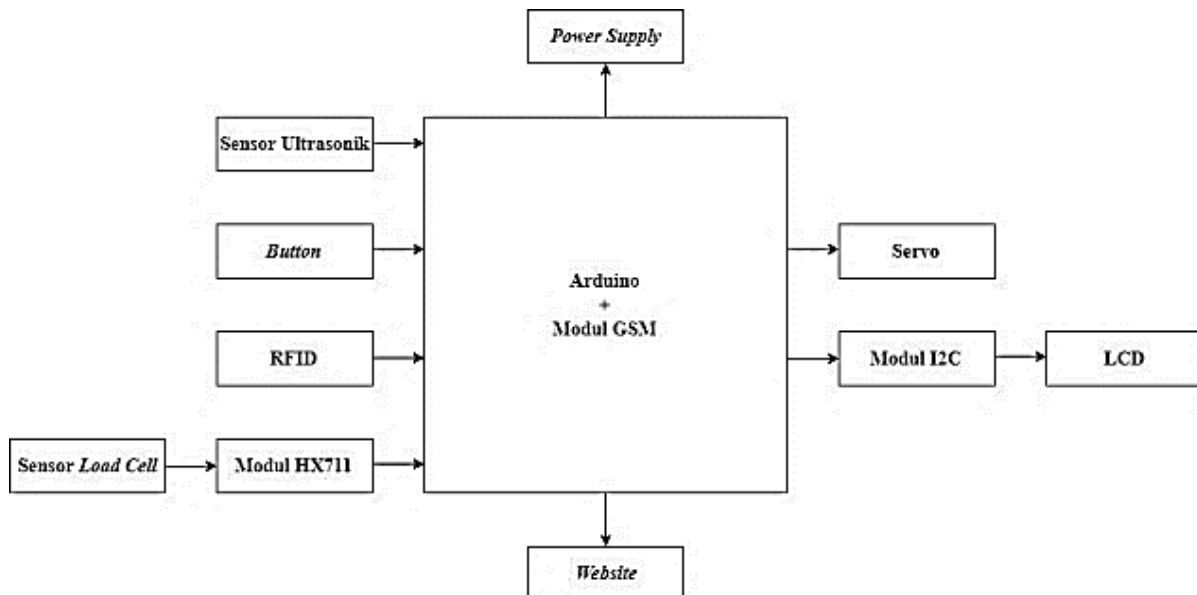 Power Supply
Sensor Ultrasonik
Button
Arduino
+
Modul GSM
Servo
RFID
Modul I2C
LCD
Sensor Load Cell
Modul HX711
Website